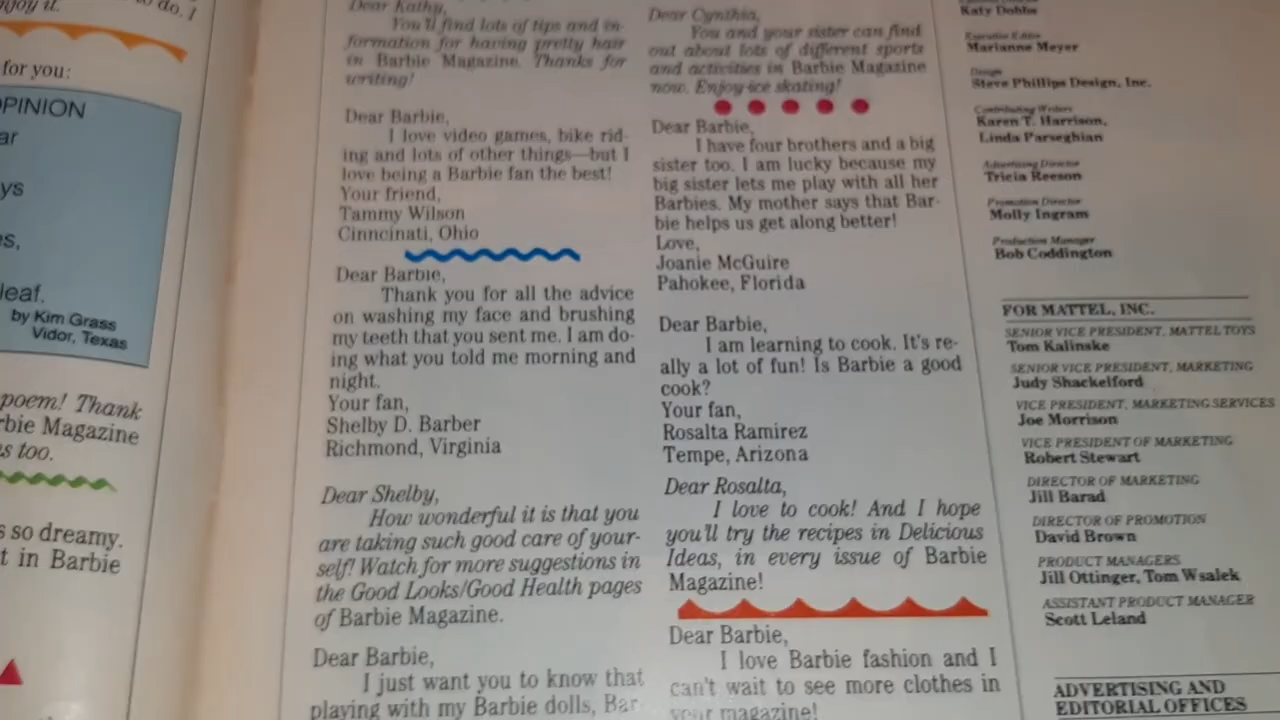 njoy it.
to do. I
for you:
OPINION
ar
ys
s,
leaf.
by Kim Grass
Vidor, Texas
poem! Thank
rbie Magazine
s too.
s so dreamy.
t in Barbie
Dear Kathy,
You'll find lots of tips and in-
formation for having pretty hair
in Barbie Magazine. Thanks for
writing!
Dear Barbie,
I love video games, bike rid-
ing and lots of other things—but I
love being a Barbie fan the best!
Your friend,
Tammy Wilson
Cinncinati, Ohio
Dear Barbie,
Thank you for all the advice
on washing my face and brushing
my teeth that you sent me. I am do-
ing what you told me morning and
night.
Your fan,
Shelby D. Barber
Richmond, Virginia
Dear Shelby,
How wonderful it is that you
are taking such good care of your-
self! Watch for more suggestions in
the Good Looks/Good Health pages
of Barbie Magazine.
Dear Barbie,
I just want you to know that
playing with my Barbie dolls, Bar
Dear Cynthia,
You and your sister can find
out about lots of different sports
and activities in Barbie Magazine
now. Enjoy ice skating!
Dear Barbie,
I have four brothers and a big
sister too. I am lucky because my
big sister lets me play with all her
Barbies. My mother says that Bar-
bie helps us get along better!
Love,
Joanie McGuire
Pahokee, Florida
Dear Barbie,
I am learning to cook. It's re-
ally a lot of fun! Is Barbie a good
cook?
Your fan,
Rosalta Ramirez
Tempe, Arizona
Dear Rosalta,
I love to cook! And I hope
you'll try the recipes in Delicious
Ideas, in every issue of Barbie
Magazine!
Dear Barbie,
I love Barbie fashion and I
can't wait to see more clothes in
your magazine!
Katy Dobbs
Executive Editor
Marianne Meyer
Design
Steve Phillips Design, Inc.
Contributing Writers
Karen T. Harrison,
Linda Parseghian
Advertising Director
Tricia Reeson
Promotion Director
Molly Ingram
Production Manager
Bob Coddington
FOR MATTEL, INC.
SENIOR VICE PRESIDENT, MATTEL TOYS
Tom Kalinske
SENIOR VICE PRESIDENT, MARKETING
Judy Shackelford
VICE PRESIDENT, MARKETING SERVICES
Joe Morrison
VICE PRESIDENT OF MARKETING
Robert Stewart
DIRECTOR OF MARKETING
Jill Barad
DIRECTOR OF PROMOTION
David Brown
PRODUCT MANAGERS
Jill Ottinger, Tom Wsalek
ASSISTANT PRODUCT MANAGER
Scott Leland
ADVERTISING AND
EDITORIAL OFFICES